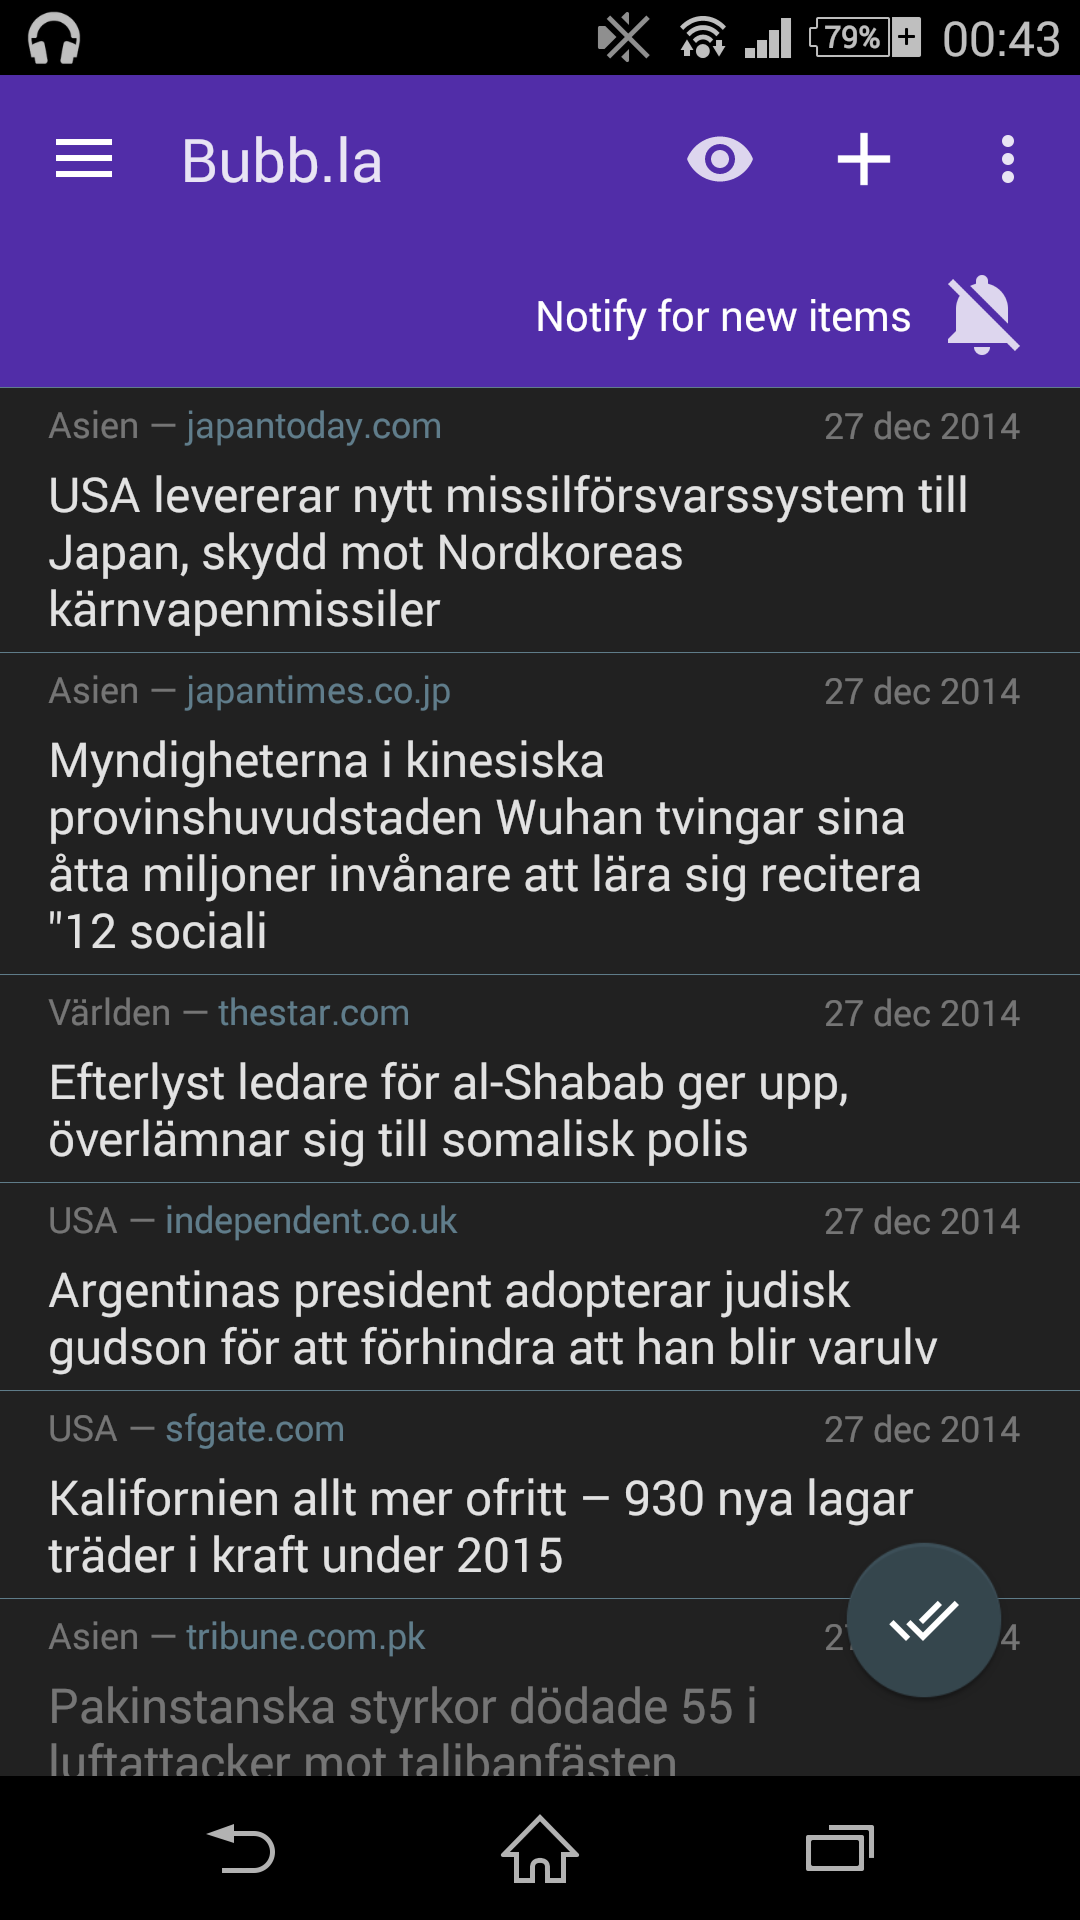 79% 00:43
Bubb.la
Notify for new items
Asien — japantoday.com 27 dec 2014
USA levererar nytt missilförsvarssystem till
Japan, skydd mot Nordkoreas
kärnvapenmissiler
Asien — japantimes.co.jp 27 dec 2014
Myndigheterna i kinesiska
provinshuvudstaden Wuhan tvingar sina
åtta miljoner invånare att lära sig recitera
"12 sociali
Världen — thestar.com 27 dec 2014
Efterlyst ledare för al-Shabab ger upp,
överlämnar sig till somalisk polis
USA — independent.co.uk 27 dec 2014
Argentinas president adopterar judisk
gudson för att förhindra att han blir varulv
USA — sfgate.com 27 dec 2014
Kalifornien allt mer ofritt – 930 nya lagar
träder i kraft under 2015
Asien — tribune.com.pk
Pakinstanska styrkor dödade 55 i
luftattacker mot talibanfästen